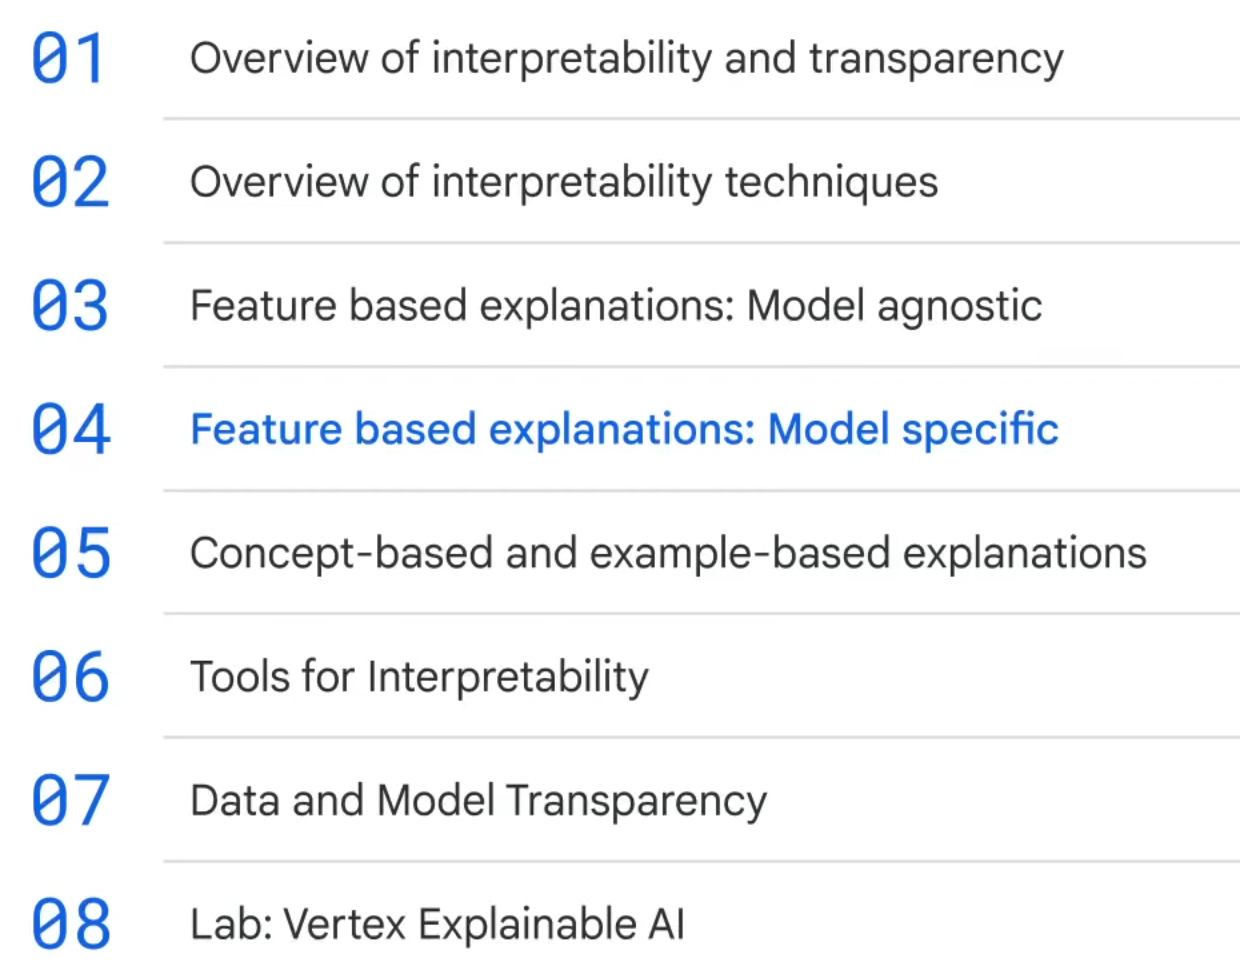 01 Overview of interpretability and transparency
02 Overview of interpretability techniques
03 Feature based explanations: Model agnostic
04 Feature based explanations: Model specific
05 Concept-based and example-based explanations
06 Tools for Interpretability
07 Data and Model Transparency
08 Lab: Vertex Explainable AI